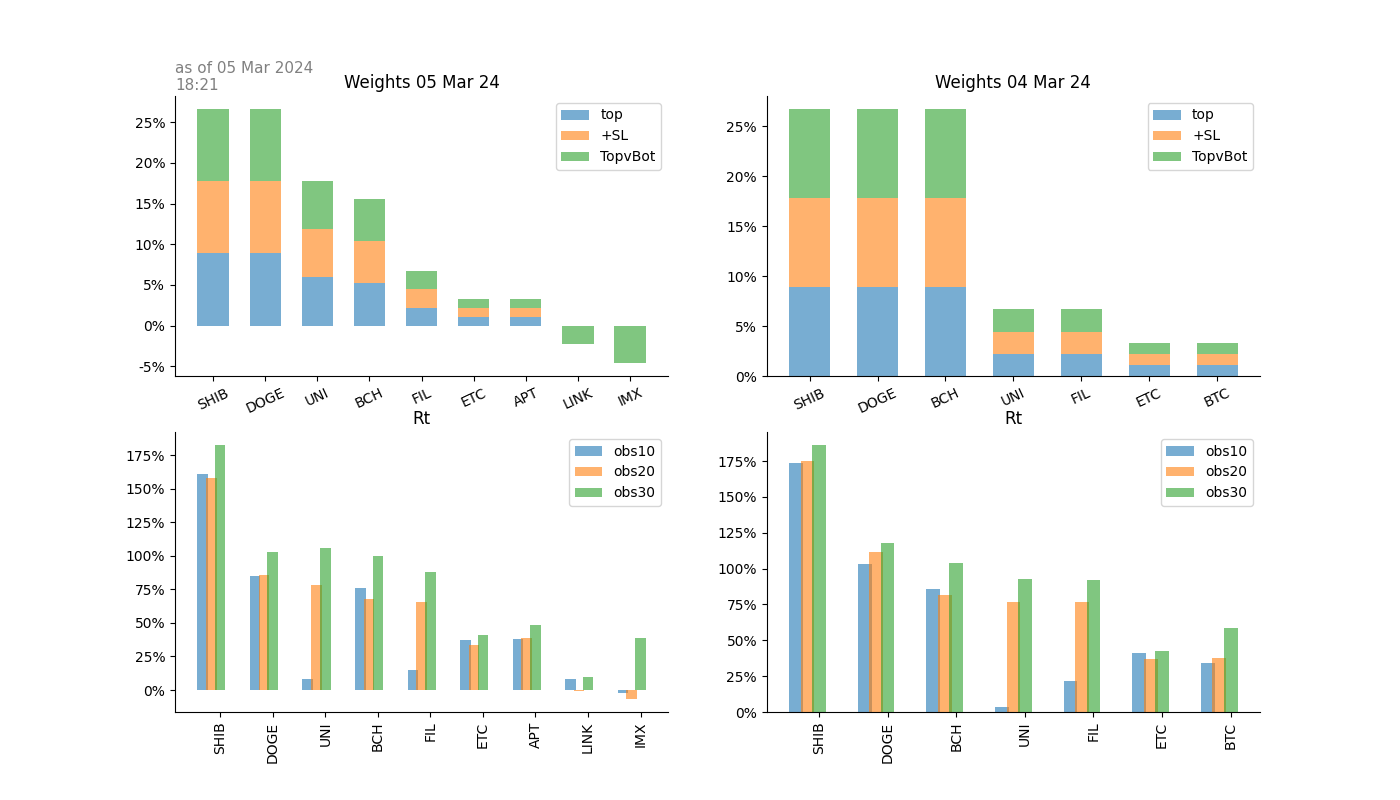 as of 05 Mar 2024
18:21
Weights 05 Mar 24
25%
20%
15%
10%
5%
0%
-5%
top
+SL
TopvBot
SHIB
DOGE
UNI
BCH
FIL
ETC
APT
LINK
IMX
Weights 04 Mar 24
25%
20%
15%
10%
5%
0%
top
+SL
TopvBot
SHIB
DOGE
BCH
UNI
FIL
ETC
BTC
Rt
175%
150%
125%
100%
75%
50%
25%
0%
obs10
obs20
obs30
SHIB
DOGE
UNI
BCH
FIL
ETC
APT
LINK
IMX
Rt
175%
150%
125%
100%
75%
50%
25%
0%
obs10
obs20
obs30
SHIB
DOGE
BCH
UNI
FIL
ETC
BTC